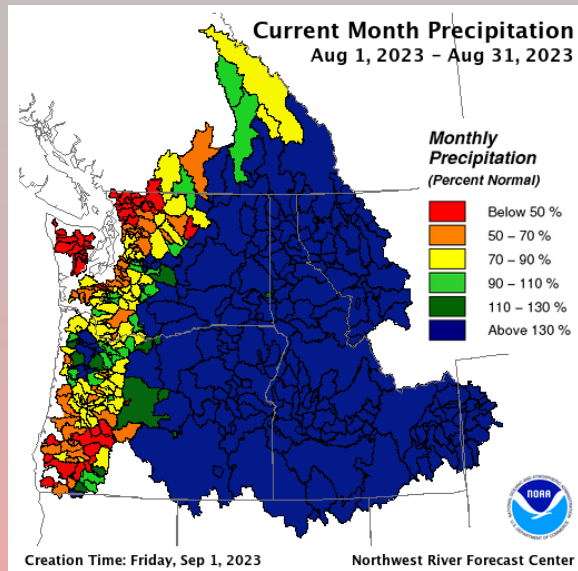 Current Month Precipitation
Aug 1, 2023 – Aug 31, 2023
Monthly
Precipitation
(Percent Normal)
Below 50 %
50 – 70 %
70 – 90 %
90 – 110 %
110 – 130 %
Above 130 %
NOAA
Creation Time: Friday, Sep 1, 2023
Northwest River Forecast Center